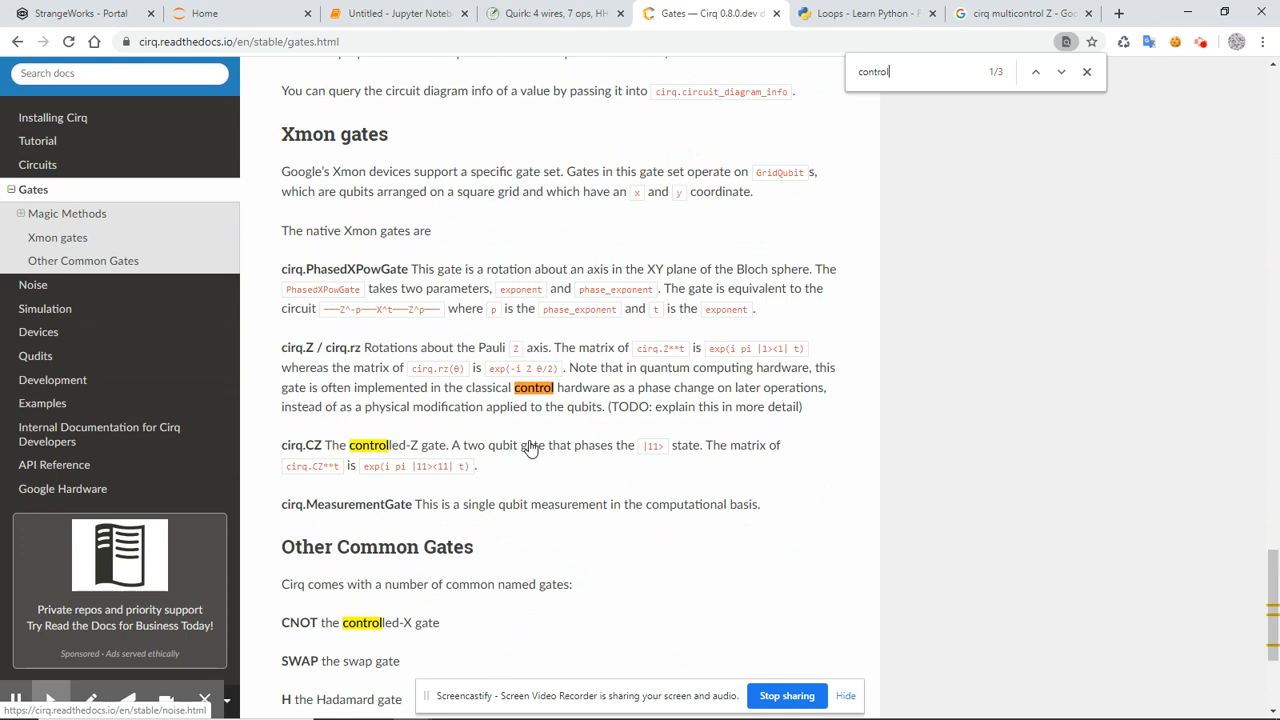 StrangeWorks - Portal
Home
Untitled - Jupyter Noteb
Quirk: 4 wires, 7 ops, HH
Gates — Cirq 0.8.0.dev d
Loops - Learn Python - F
cirq multicontrol Z - Go
cirq.readthedocs.io/en/stable/gates.html
control
1/3
Search docs
Installing Cirq
Tutorial
Circuits
Gates
Magic Methods
Xmon gates
Other Common Gates
Noise
Simulation
Devices
Qudits
Development
Examples
Internal Documentation for Cirq
Developers
API Reference
Google Hardware
Private repos and priority support
Try Read the Docs for Business Today!
Sponsored · Ads served ethically
You can query the circuit diagram info of a value by passing it into cirq.circuit_diagram_info.
Xmon gates
Google’s Xmon devices support a specific gate set. Gates in this gate set operate on GridQubit s,
which are qubits arranged on a square grid and which have an x and y coordinate.
The native Xmon gates are
cirq.PhasedXPowGate This gate is a rotation about an axis in the XY plane of the Bloch sphere. The
PhasedXPowGate takes two parameters, exponent and phase_exponent. The gate is equivalent to the
circuit ───Z^-p───X^t───Z^p─── where p is the phase_exponent and t is the exponent.
cirq.Z / cirq.rz Rotations about the Pauli Z axis. The matrix of cirq.Z**t is exp(i pi |1><1| t)
whereas the matrix of cirq.rz(θ) is exp(-i Z θ/2). Note that in quantum computing hardware, this
gate is often implemented in the classical control hardware as a phase change on later operations,
instead of as a physical modification applied to the qubits. (TODO: explain this in more detail)
cirq.CZ The controlled-Z gate. A two qubit gate that phases the |11> state. The matrix of
cirq.CZ**t is exp(i pi |11><11| t).
cirq.MeasurementGate This is a single qubit measurement in the computational basis.
Other Common Gates
Cirq comes with a number of common named gates:
CNOT the controlled-X gate
SWAP the swap gate
H the Hadamard gate
Screencastify - Screen Video Recorder is sharing your screen and audio.
Stop sharing
Hide
https://cirq.readthedocs.io/en/stable/noise.html